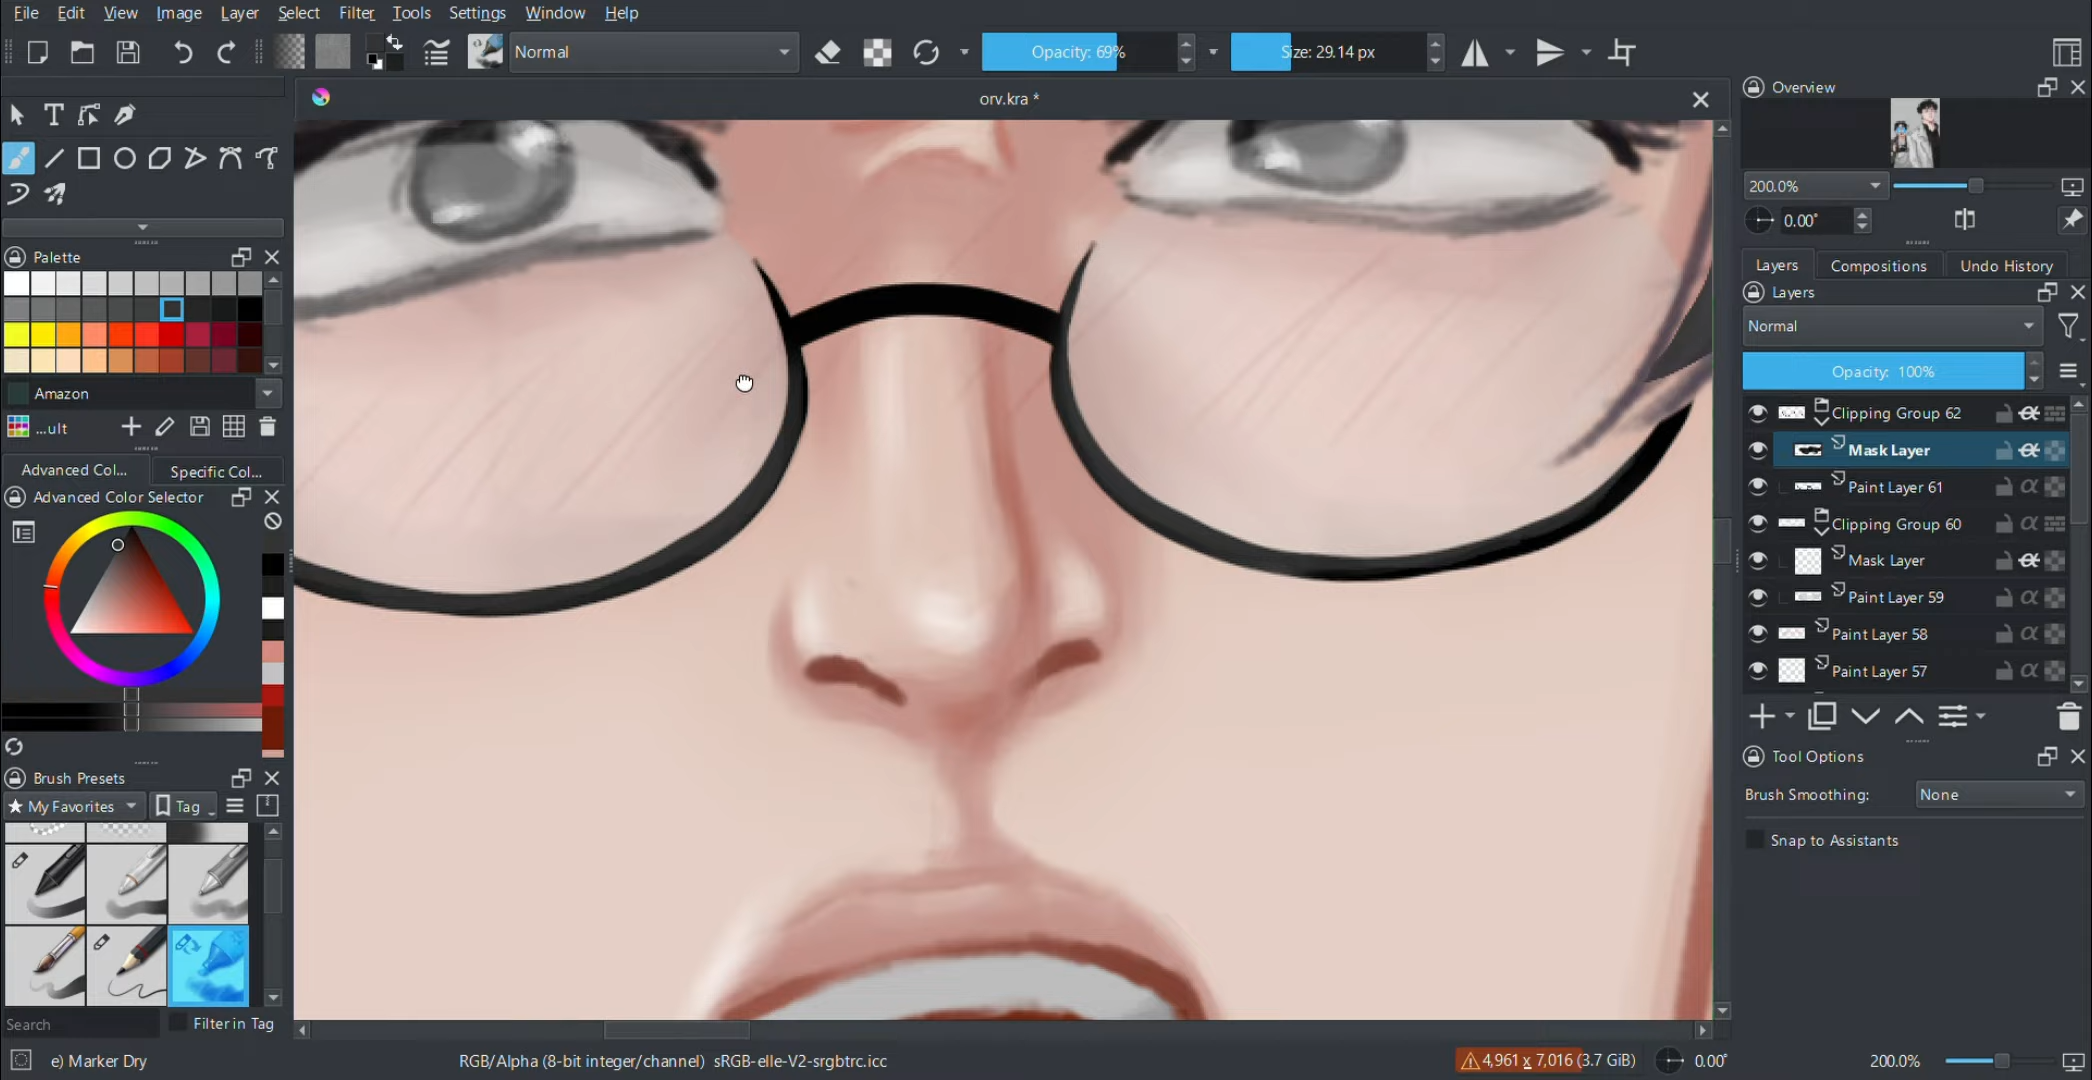 File Edit View Image Layer Select Filter Tools Settings Window Help
Normal
Opacity: 69%
Size: 29.14 px
orv.kra *
Overview
200.0%
0.00°
Palette
Amazon
...ult
Advanced Col...
Specific Col...
Advanced Color Selector
Brush Presets
My Favorites
Tag
Search
Filter in Tag
Layers Compositions Undo History
Layers
Normal
Opacity: 100%
Clipping Group 62
Mask Layer
Paint Layer 61
Clipping Group 60
Mask Layer
Paint Layer 59
Paint Layer 58
Paint Layer 57
Tool Options
Brush Smoothing: None
Snap to Assistants
e) Marker Dry
RGB/Alpha (8-bit integer/channel) sRGB-elle-V2-srgbtrc.icc
4,961 x 7,016 (3.7 GiB)
0.00°
200.0%